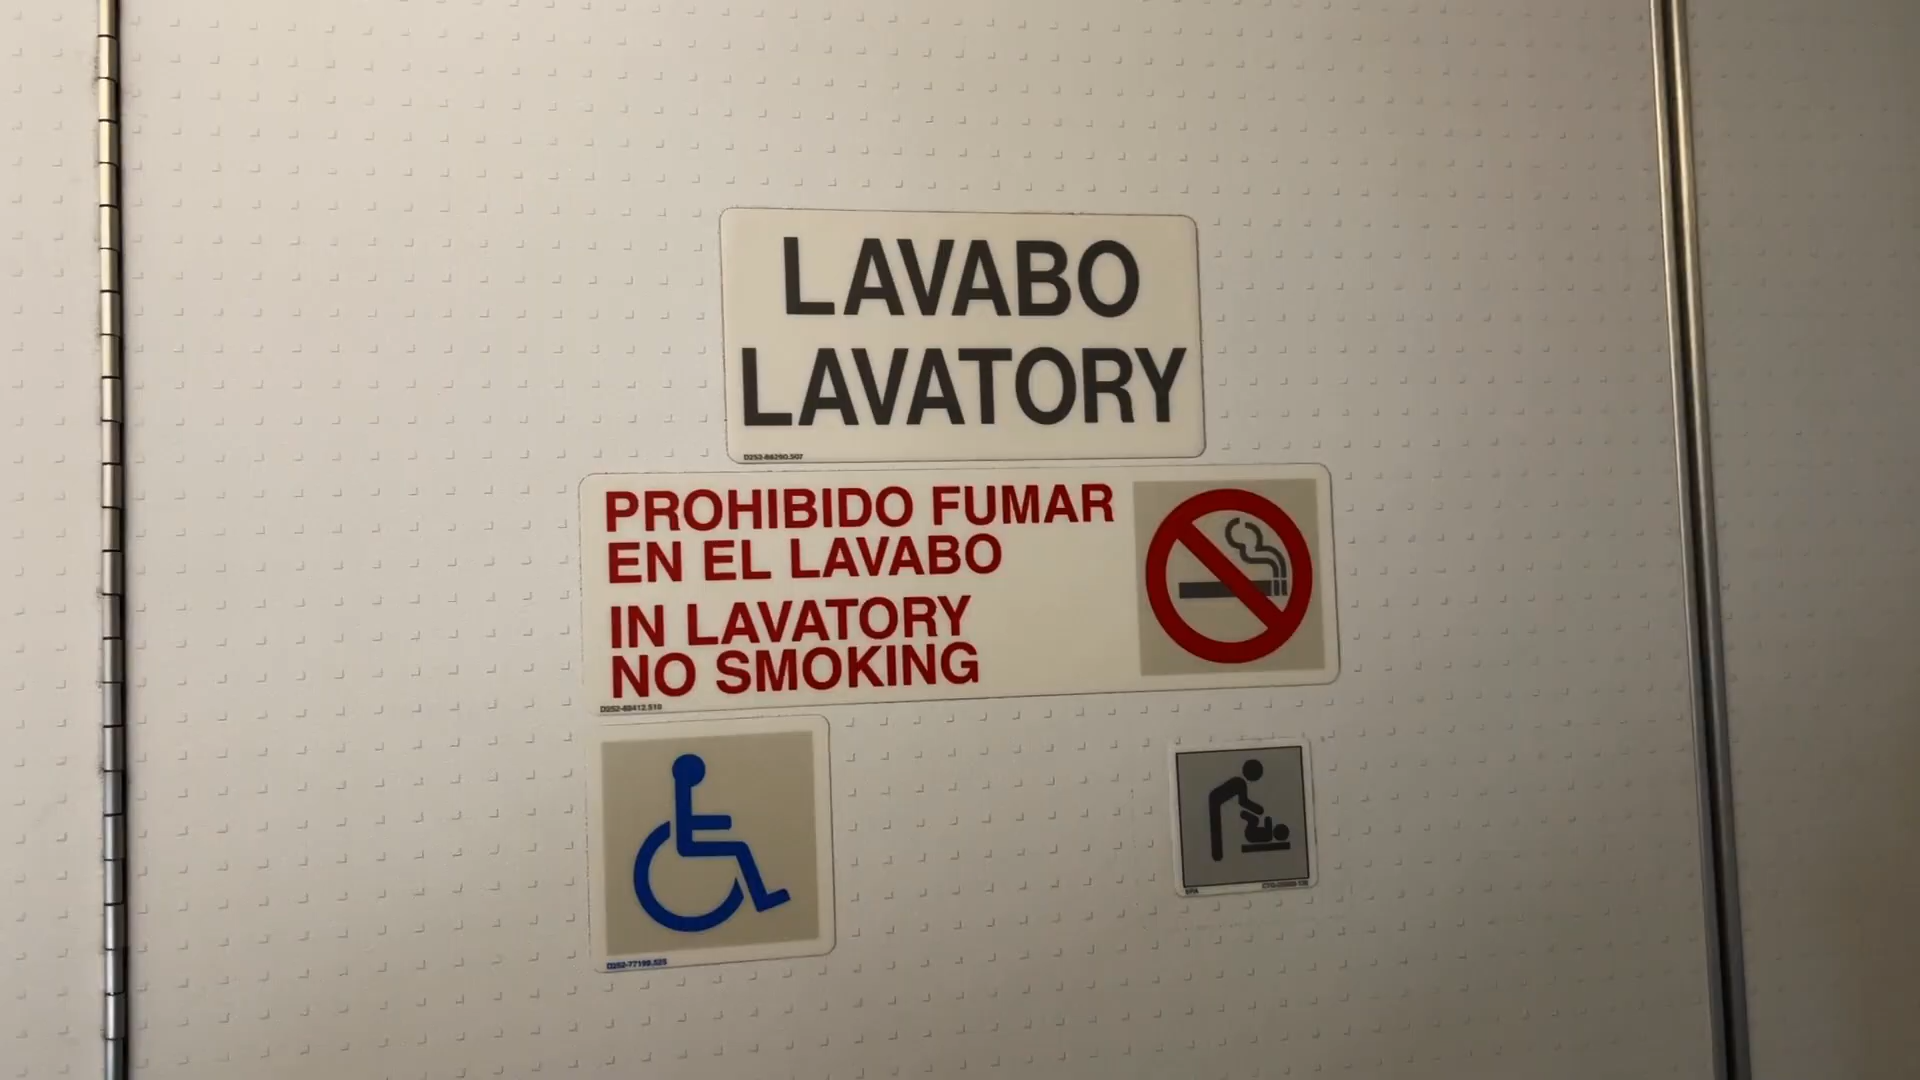 LAVABO
LAVATORY
PROHIBIDO FUMAR
EN EL LAVABO
IN LAVATORY
NO SMOKING